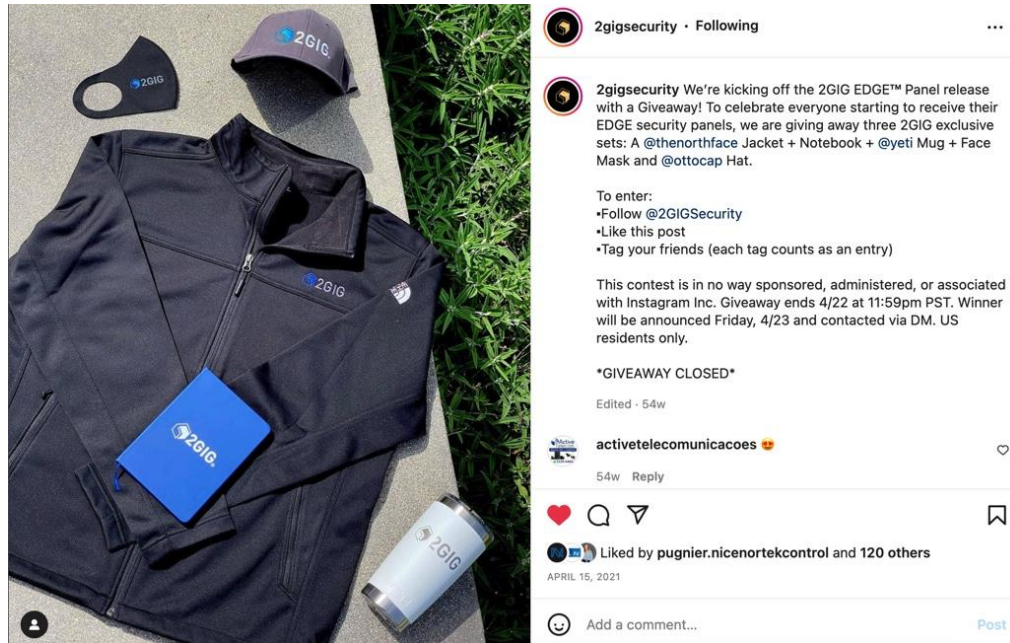 2GIG
2GIG
2GIG
2GIG
2GIG
2gigsecurity • Following
2gigsecurity We're kicking off the 2GIG EDGE™ Panel release
with a Giveaway! To celebrate everyone starting to receive their
EDGE security panels, we are giving away three 2GIG exclusive
sets: A @thenorthface Jacket + Notebook + @yeti Mug + Face
Mask and @ottocap Hat.
To enter:
▪Follow @2GIGSecurity
▪Like this post
▪Tag your friends (each tag counts as an entry)
This contest is in no way sponsored, administered, or associated
with Instagram Inc. Giveaway ends 4/22 at 11:59pm PST. Winner
will be announced Friday, 4/23 and contacted via DM. US
residents only.
*GIVEAWAY CLOSED*
Edited · 54w
activetelecomunicacoes 😍
54w Reply
Liked by pugnier.nicenortekcontrol and 120 others
APRIL 15, 2021
Add a comment...
Post